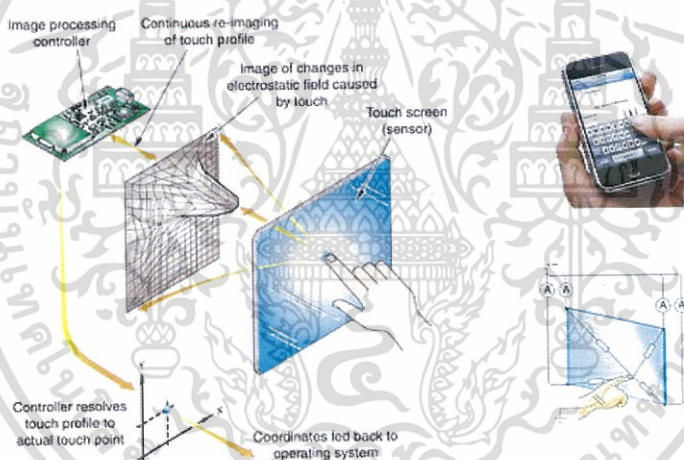 Image processing
controller
Continuous re-imaging
of touch profile
Image of changes in
electrostatic field caused
by touch
Touch screen
(sensor)
A A A A
Y
X
Controller resolves
touch profile to
actual touch point
Coordinates fed back to
operating system